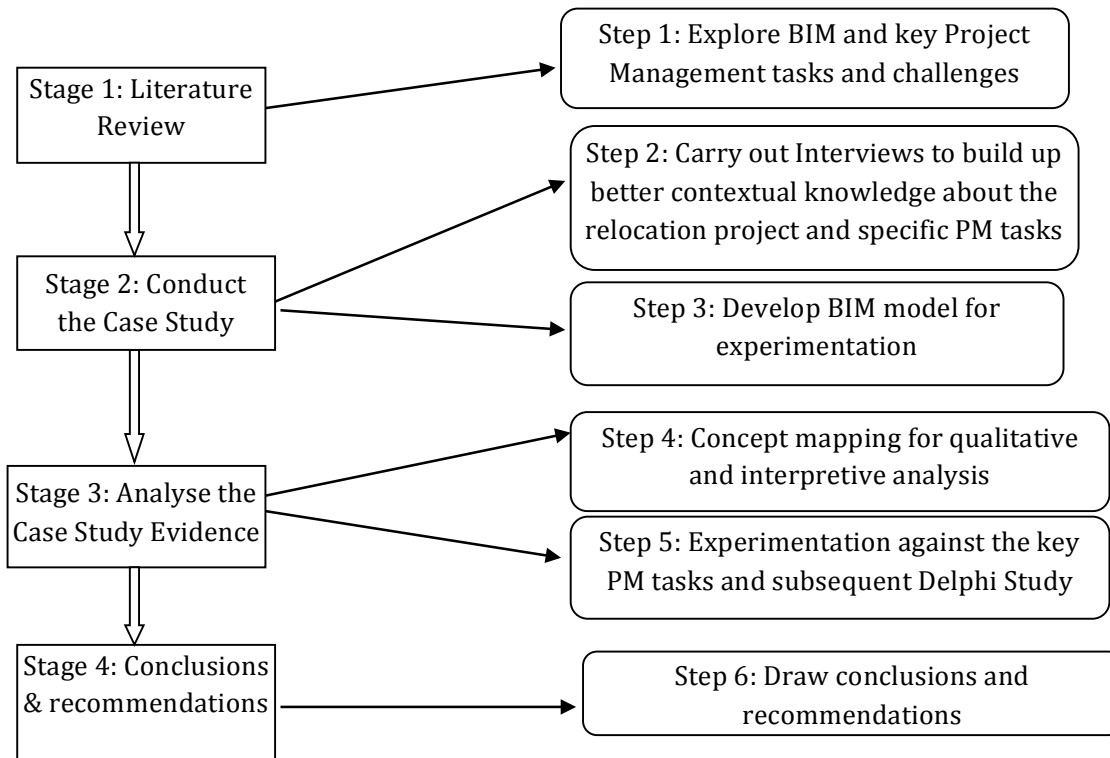 Stage 1: Literature
Review
Step 1: Explore BIM and key Project
Management tasks and challenges
Stage 2: Conduct
the Case Study
Step 2: Carry out Interviews to build up
better contextual knowledge about the
relocation project and specific PM tasks
Step 3: Develop BIM model for
experimentation
Stage 3: Analyse the
Case Study Evidence
Step 4: Concept mapping for qualitative
and interpretive analysis
Step 5: Experimentation against the key
PM tasks and subsequent Delphi Study
Stage 4: Conclusions
& recommendations
Step 6: Draw conclusions and
recommendations